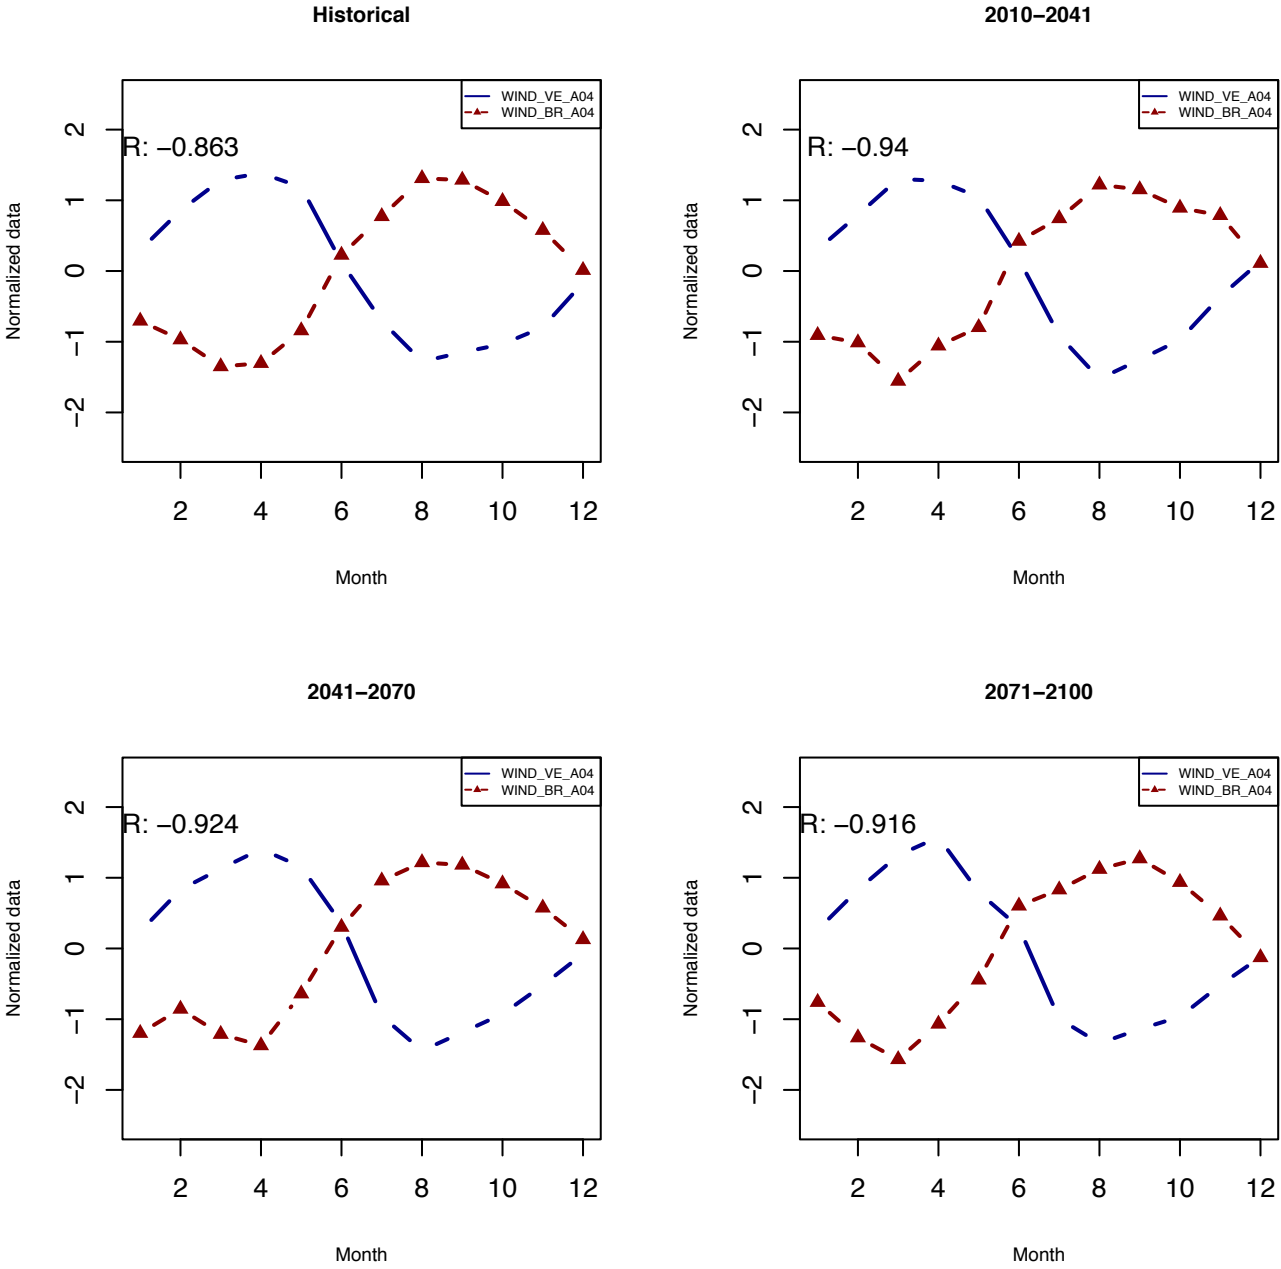 Historical
WIND_VE_A04
WIND_BR_A04
R: −0.863
Normalized data
2
1
0
−1
−2
2 4 6 8 10 12
Month
2010−2041
WIND_VE_A04
WIND_BR_A04
R: −0.94
Normalized data
2
1
0
−1
−2
2 4 6 8 10 12
Month
2041−2070
WIND_VE_A04
WIND_BR_A04
R: −0.924
Normalized data
2
1
0
−1
−2
2 4 6 8 10 12
Month
2071−2100
WIND_VE_A04
WIND_BR_A04
R: −0.916
Normalized data
2
1
0
−1
−2
2 4 6 8 10 12
Month